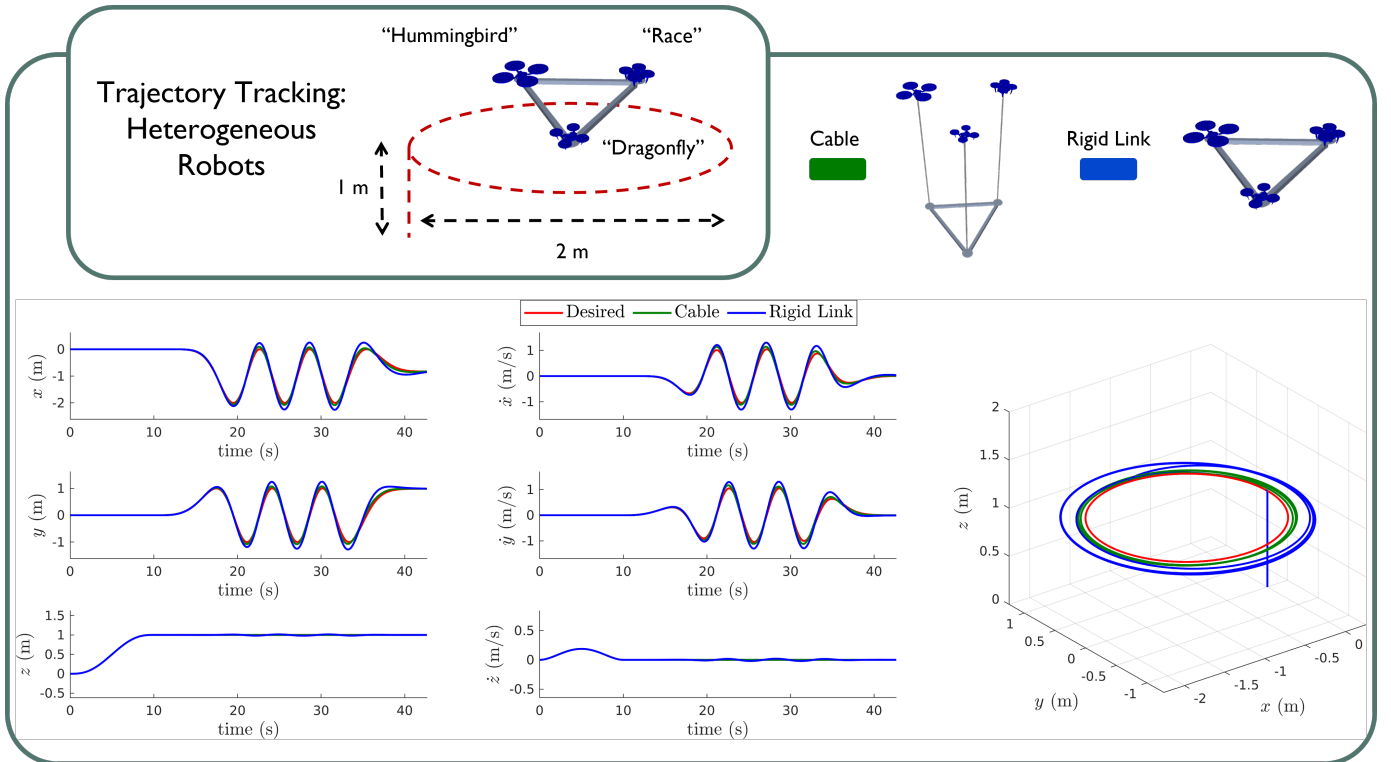 “Hummingbird”
“Race”
Trajectory Tracking:
Heterogeneous
Robots
“Dragonfly”
1 m
2 m
Cable
Rigid Link
Desired
Cable
Rigid Link
x (m)
0
-1
-2
0 10 20 30 40
time (s)
ẋ (m/s)
1
0
-1
0 10 20 30 40
time (s)
y (m)
1
0
-1
0 10 20 30 40
time (s)
ẏ (m/s)
1
0
-1
0 10 20 30 40
time (s)
z (m)
1.5
1
0.5
0
-0.5
0 10 20 30 40
time (s)
ż (m/s)
0.5
0
-0.5
0 10 20 30 40
time (s)
z (m)
2
1.5
1
0.5
0
1
0.5
0
-0.5
-1
y (m)
-2
-1.5
-1
-0.5
0
x (m)